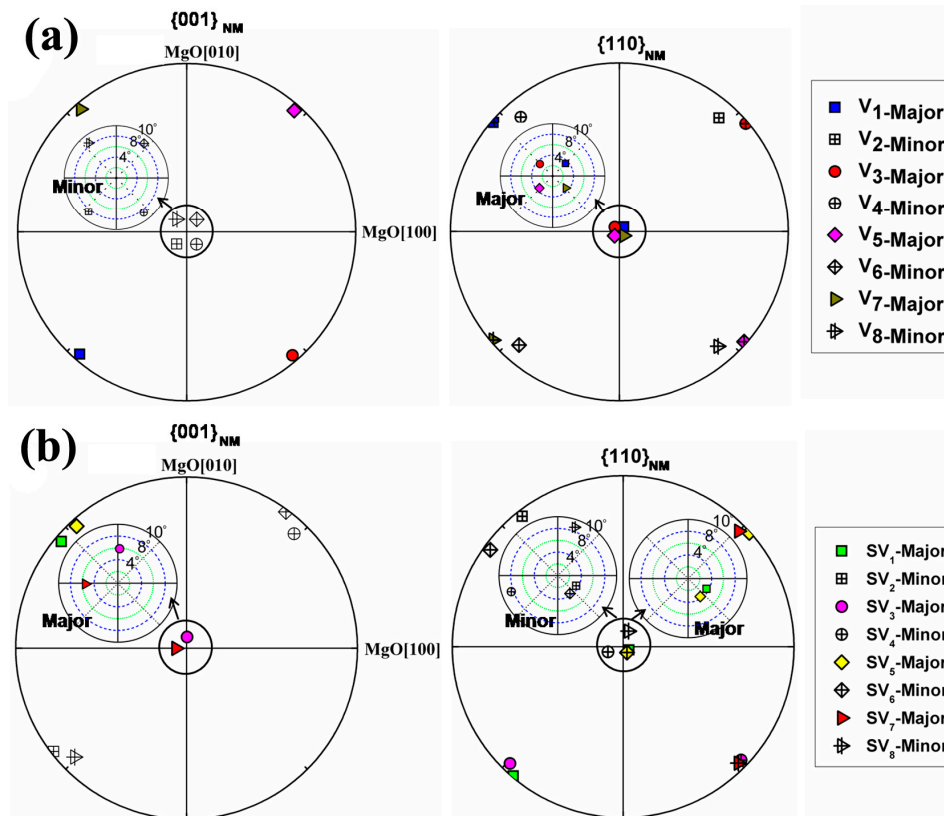 (a)
{001}NM
MgO[010]
10°
8°
4°
Minor
MgO[100]
{110}NM
10°
8°
4°
Major
V1-Major
V2-Minor
V3-Major
V4-Minor
V5-Major
V6-Minor
V7-Major
V8-Minor
(b)
{001}NM
MgO[010]
10°
8°
4°
Major
MgO[100]
{110}NM
10°
8°
4°
Minor
10
8°
4°
Major
SV1-Major
SV2-Minor
SV3-Major
SV4-Minor
SV5-Major
SV6-Minor
SV7-Major
SV8-Minor